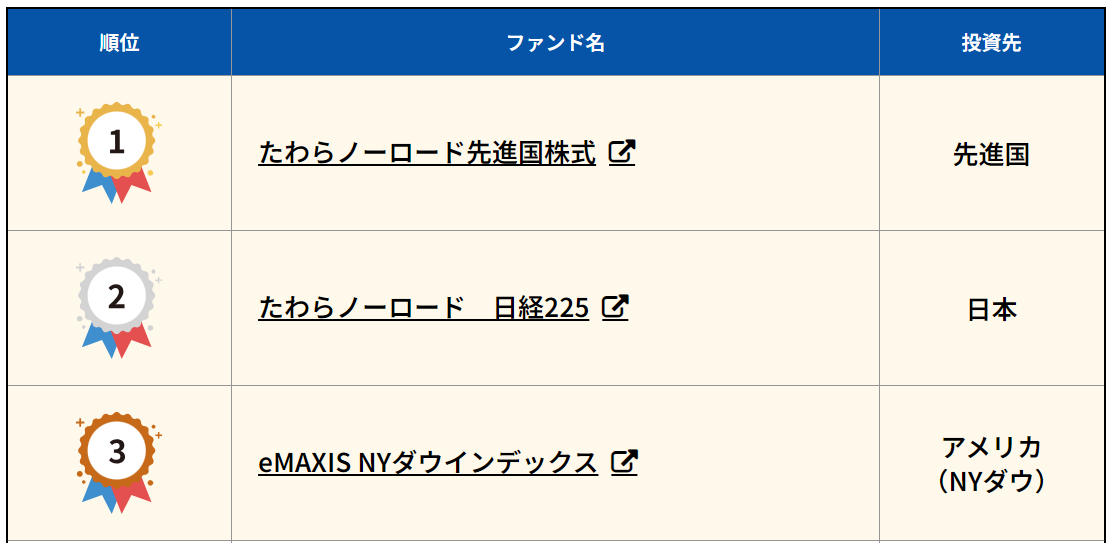 順位 ファンド名 投資先
1 たわらノーロード先進国株式 先進国
2 たわらノーロード　日経225 日本
3 eMAXIS NYダウインデックス アメリカ
（NYダウ）